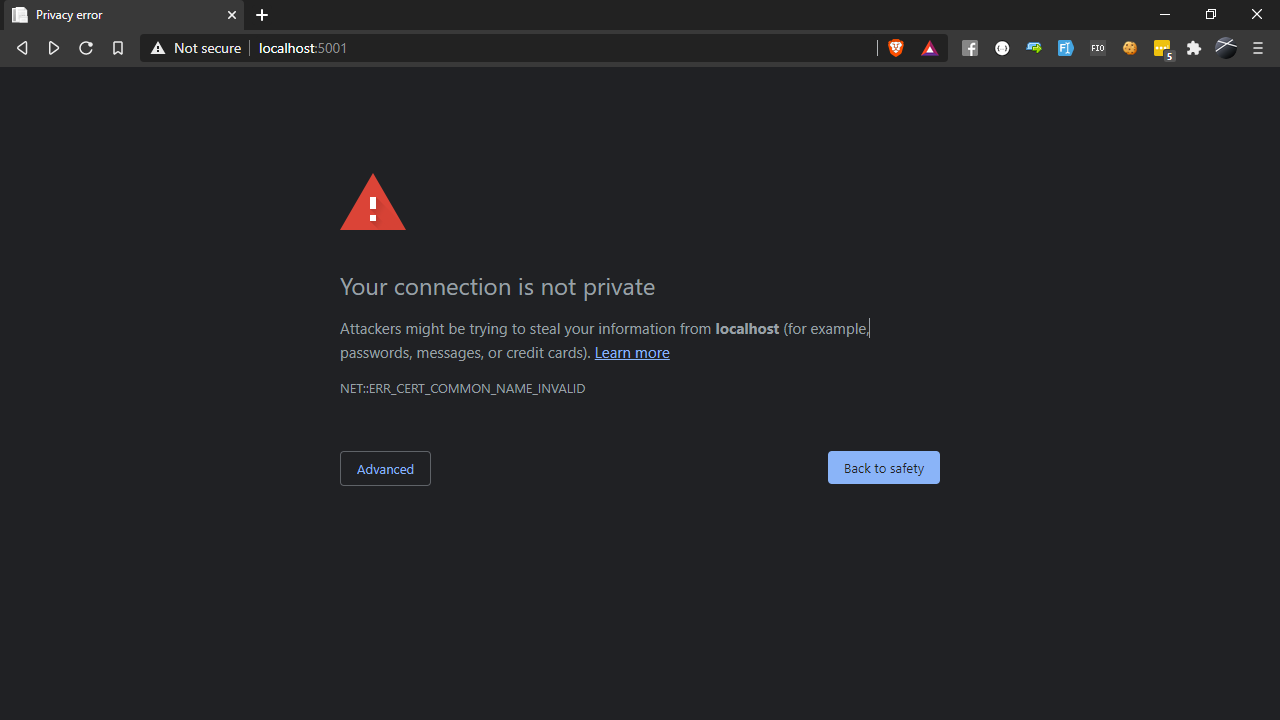 Privacy error
Not secure localhost:5001
FIO
5
Your connection is not private
Attackers might be trying to steal your information from localhost (for example,
passwords, messages, or credit cards). Learn more
NET::ERR_CERT_COMMON_NAME_INVALID
Advanced
Back to safety